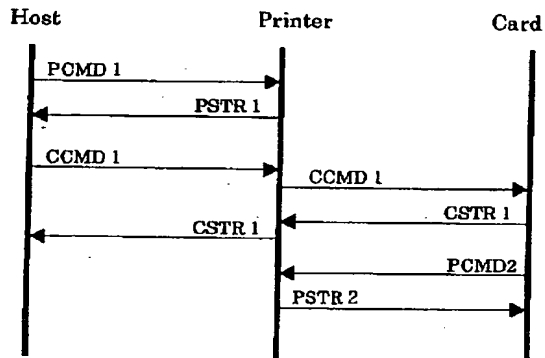 Host Printer Card
PCMD 1
PSTR 1
CCMD 1
CCMD 1
CSTR 1
CSTR 1
PCMD2
PSTR 2